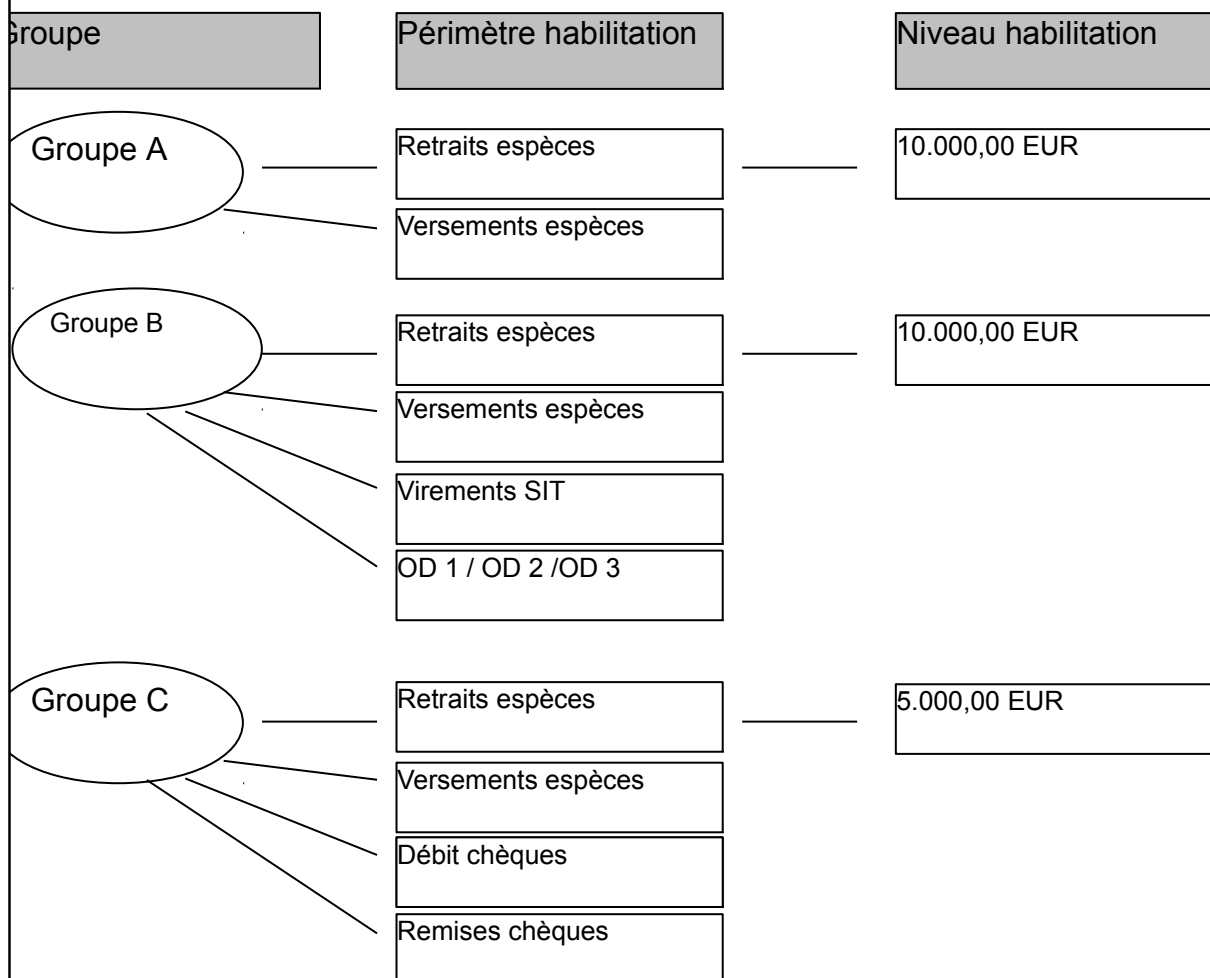 Groupe
Périmètre habilitation
Niveau habilitation
Groupe A
Retraits espèces
10.000,00 EUR
Versements espèces
Groupe B
Retraits espèces
10.000,00 EUR
Versements espèces
Virements SIT
OD 1 / OD 2 /OD 3
Groupe C
Retraits espèces
5.000,00 EUR
Versements espèces
Débit chèques
Remises chèques